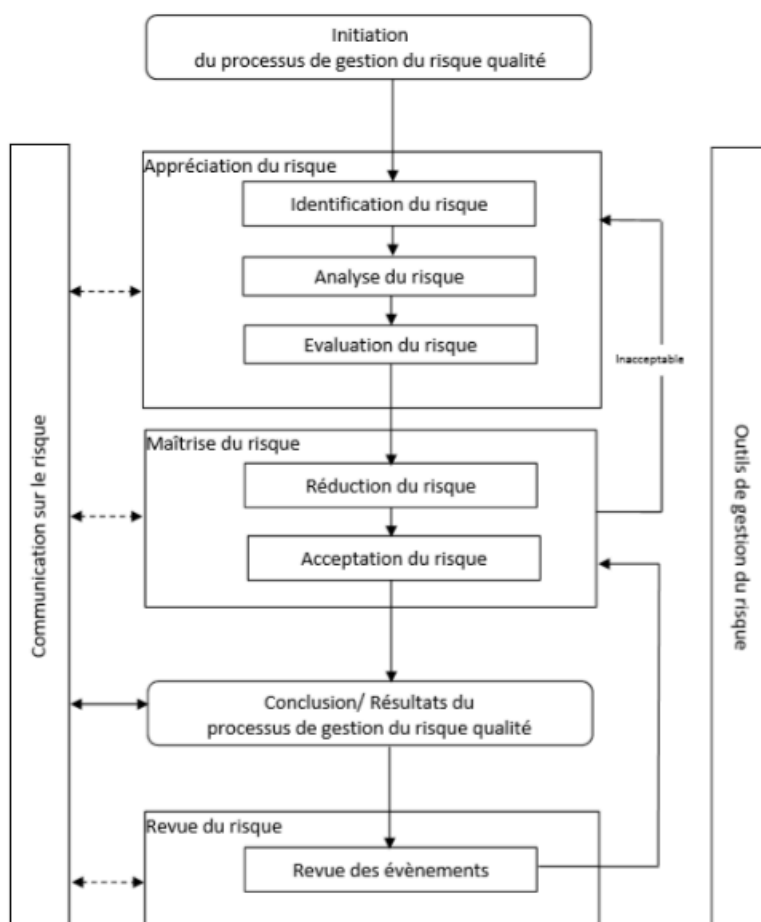 Initiation
du processus de gestion du risque qualité
Appréciation du risque
Identification du risque
Analyse du risque
Evaluation du risque
Inacceptable
Communication sur le risque
Outils de gestion du risque
Maîtrise du risque
Réduction du risque
Acceptation du risque
Conclusion/ Résultats du
processus de gestion du risque qualité
Revue du risque
Revue des évènements